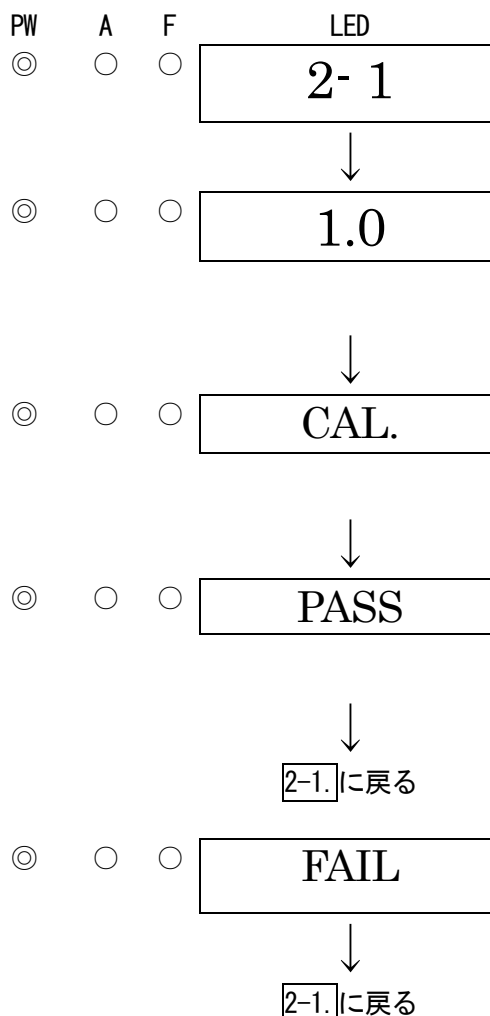 PW A F LED
◎ ○ ○ 2- 1
↓
◎ ○ ○ 1.0
↓
◎ ○ ○ CAL.
↓
◎ ○ ○ PASS
↓
2-1.に戻る
◎ ○ ○ FAIL
↓
2-1.に戻る